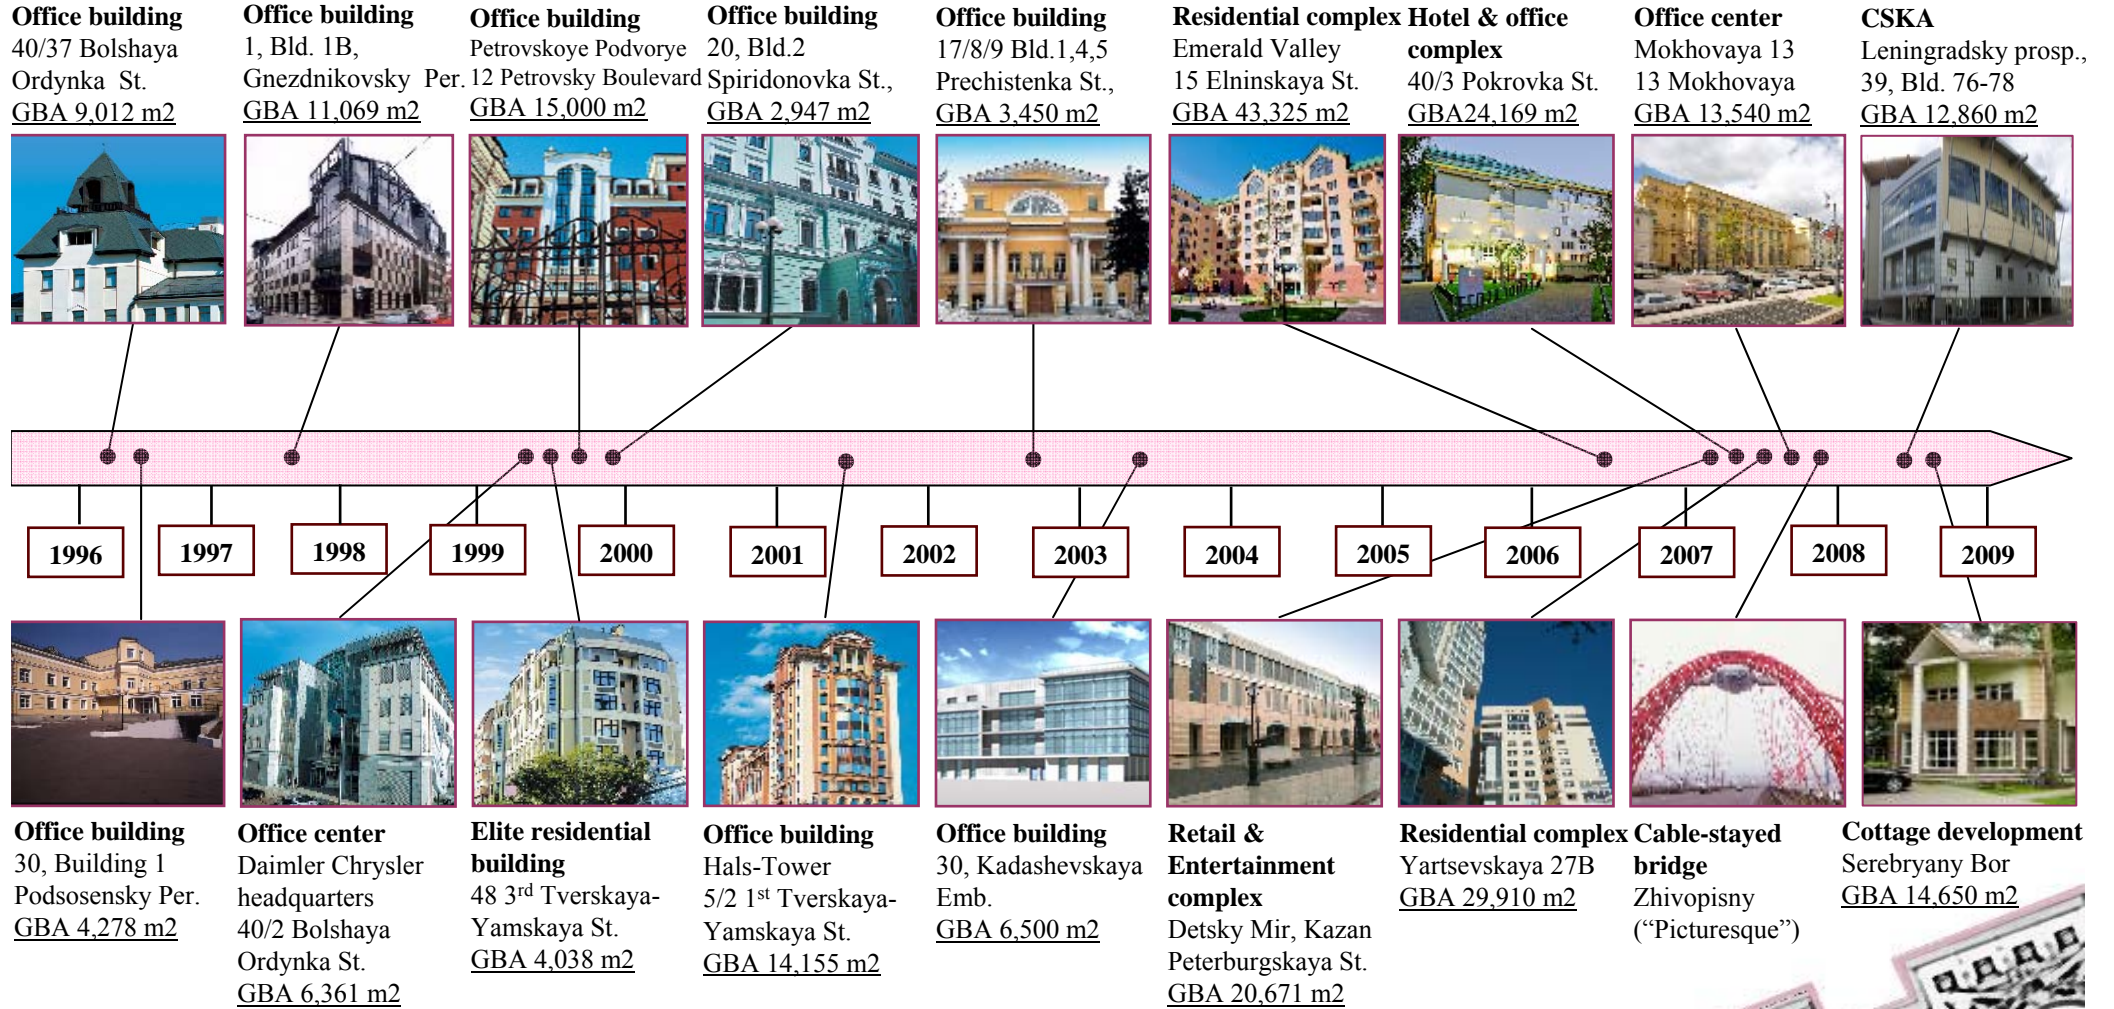 Office building
40/37 Bolshaya
Ordynka St.
GBA 9,012 m2
Office building
1, Bld. 1B,
Gnezdnikovsky Per.
GBA 11,069 m2
Office building
Petrovskoye Podvorye
12 Petrovsky Boulevard
GBA 15,000 m2
Office building
20, Bld.2
Spiridonovka St.,
GBA 2,947 m2
Office building
17/8/9 Bld.1,4,5
Prechistenka St.,
GBA 3,450 m2
Residential complex
Emerald Valley
15 Elninskaya St.
GBA 43,325 m2
Hotel & office
complex
40/3 Pokrovka St.
GBA24,169 m2
Office center
Mokhovaya 13
13 Mokhovaya
GBA 13,540 m2
CSKA
Leningradsky prosp.,
39, Bld. 76-78
GBA 12,860 m2
1996
1997
1998
1999
2000
2001
2002
2003
2004
2005
2006
2007
2008
2009
Office building
30, Building 1
Podsosensky Per.
GBA 4,278 m2
Office center
Daimler Chrysler
headquarters
40/2 Bolshaya
Ordynka St.
GBA 6,361 m2
Elite residential
building
48 3rd Tverskaya-
Yamskaya St.
GBA 4,038 m2
Office building
Hals-Tower
5/2 1st Tverskaya-
Yamskaya St.
GBA 14,155 m2
Office building
30, Kadashevskaya
Emb.
GBA 6,500 m2
Retail &
Entertainment
complex
Detsky Mir, Kazan
Peterburgskaya St.
GBA 20,671 m2
Residential complex
Yartsevskaya 27B
GBA 29,910 m2
Cable-stayed
bridge
Zhivopisny
(“Picturesque”)
Cottage development
Serebryany Bor
GBA 14,650 m2